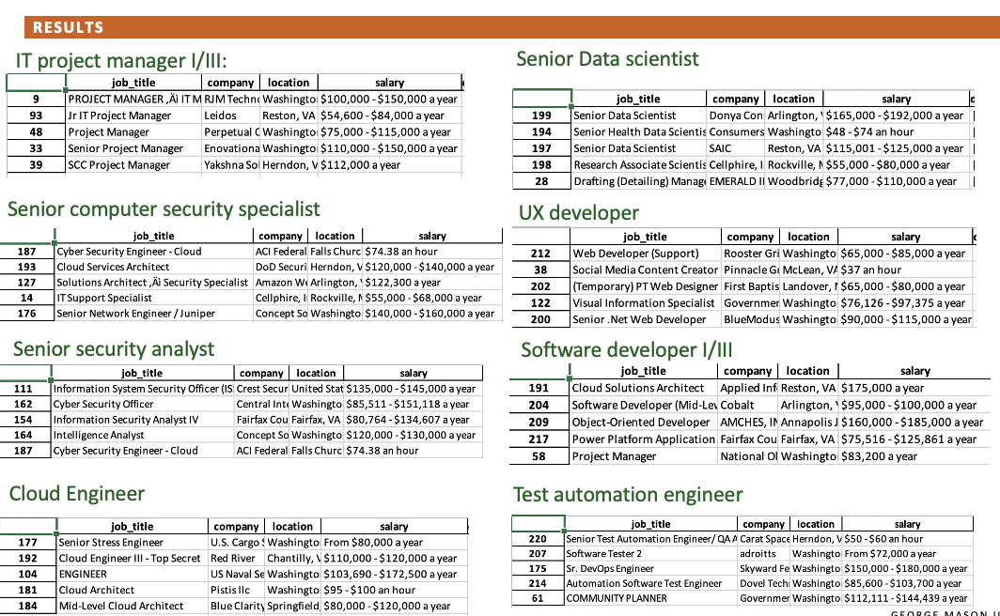 RESULTS
IT project manager I/III:
job_title company location salary
9 PROJECT MANAGER ‚Äì IT M RJM Techno Washingto $100,000 - $150,000 a year
93 Jr IT Project Manager Leidos Reston, VA $54,600 - $84,000 a year
48 Project Manager Perpetual C Washingto $75,000 - $115,000 a year
33 Senior Project Manager Enovationa Washingto $110,000 - $150,000 a year
39 SCC Project Manager Yakshna So Herndon, V $112,000 a year
Senior Data scientist
job_title company location salary
199 Senior Data Scientist Donya Con Arlington, V $165,000 - $192,000 a year
194 Senior Health Data Scientis Consumers Washingto $48 - $74 an hour
197 Senior Data Scientist SAIC Reston, VA $115,001 - $125,000 a year
198 Research Associate Scientis Cellphire, I Rockville, M $55,000 - $80,000 a year
28 Drafting (Detailing) Manage EMERALD II Woodbridg $77,000 - $110,000 a year
Senior computer security specialist
job_title company location salary
187 Cyber Security Engineer - Cloud ACI Federal Falls Churc $74.38 an hour
193 Cloud Services Architect DoD Securi Herndon, V $120,000 - $140,000 a year
127 Solutions Architect ‚Äì Security Specialist Amazon We Arlington, V $122,300 a year
14 IT Support Specialist Cellphire, I Rockville, M $55,000 - $68,000 a year
176 Senior Network Engineer / Juniper Concept So Washingto $140,000 - $160,000 a year
UX developer
job_title company location salary
212 Web Developer (Support) Rooster Gri Washingto $65,000 - $85,000 a year
38 Social Media Content Creator Pinnacle Gr McLean, VA $37 an hour
202 (Temporary) PT Web Designer First Baptis Landover, M $65,000 - $80,000 a year
122 Visual Information Specialist Governmen Washingto $76,126 - $97,375 a year
200 Senior .Net Web Developer BlueModus Washingto $90,000 - $115,000 a year
Senior security analyst
job_title company location salary
111 Information System Security Officer (IS Crest Secur United Stat $135,000 - $145,000 a year
162 Cyber Security Officer Central Inte Washingto $85,511 - $151,118 a year
154 Information Security Analyst IV Fairfax Cou Fairfax, VA $80,764 - $134,607 a year
164 Intelligence Analyst Concept So Washingto $120,000 - $130,000 a year
187 Cyber Security Engineer - Cloud ACI Federal Falls Churc $74.38 an hour
Software developer I/III
job_title company location salary
191 Cloud Solutions Architect Applied Inf Reston, VA $175,000 a year
204 Software Developer (Mid-Lev Cobalt Arlington, V $95,000 - $100,000 a year
209 Object-Oriented Developer AMCHES, IN Annapolis J $160,000 - $185,000 a year
217 Power Platform Application Fairfax Cou Fairfax, VA $75,516 - $125,861 a year
58 Project Manager National Ol Washingto $83,200 a year
Cloud Engineer
job_title company location salary
177 Senior Stress Engineer U.S. Cargo S Washingto From $80,000 a year
192 Cloud Engineer III - Top Secret Red River Chantilly, V $110,000 - $120,000 a year
104 ENGINEER US Naval Se Washingto $103,690 - $172,500 a year
181 Cloud Architect Pistis llc Washingto $95 - $100 an hour
184 Mid-Level Cloud Architect Blue Clarity Springfield, $80,000 - $120,000 a year
Test automation engineer
job_title company location salary
220 Senior Test Automation Engineer/ QA A Carat Space Herndon, V $50 - $60 an hour
207 Software Tester 2 adroitts Washingto From $72,000 a year
175 Sr. DevOps Engineer Skyward Fe Washingto $150,000 - $180,000 a year
214 Automation Software Test Engineer Dovel Tech Washingto $85,600 - $103,700 a year
61 COMMUNITY PLANNER Governmen Washingto $112,111 - $144,439 a year
GEORGE MASON